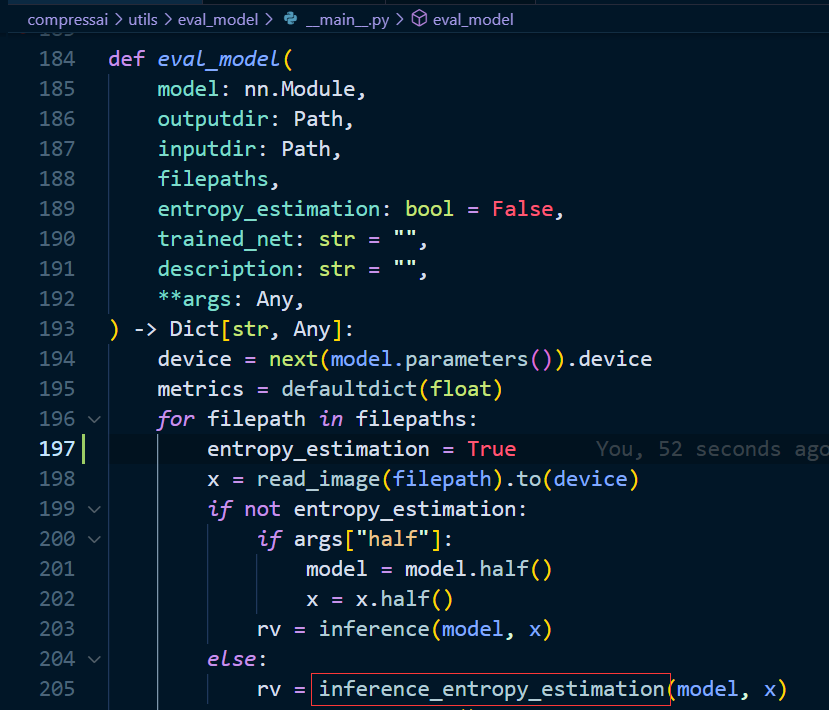 compressai > utils > eval_model > __main__.py > eval_model
184 def eval_model(
185     model: nn.Module,
186     outputdir: Path,
187     inputdir: Path,
188     filepaths,
189     entropy_estimation: bool = False,
190     trained_net: str = "",
191     description: str = "",
192     **args: Any,
193 ) -> Dict[str, Any]:
194     device = next(model.parameters()).device
195     metrics = defaultdict(float)
196     for filepath in filepaths:
197         entropy_estimation = True     You, 52 seconds ago
198         x = read_image(filepath).to(device)
199         if not entropy_estimation:
200             if args["half"]:
201                 model = model.half()
202                 x = x.half()
203             rv = inference(model, x)
204         else:
205             rv = inference_entropy_estimation(model, x)